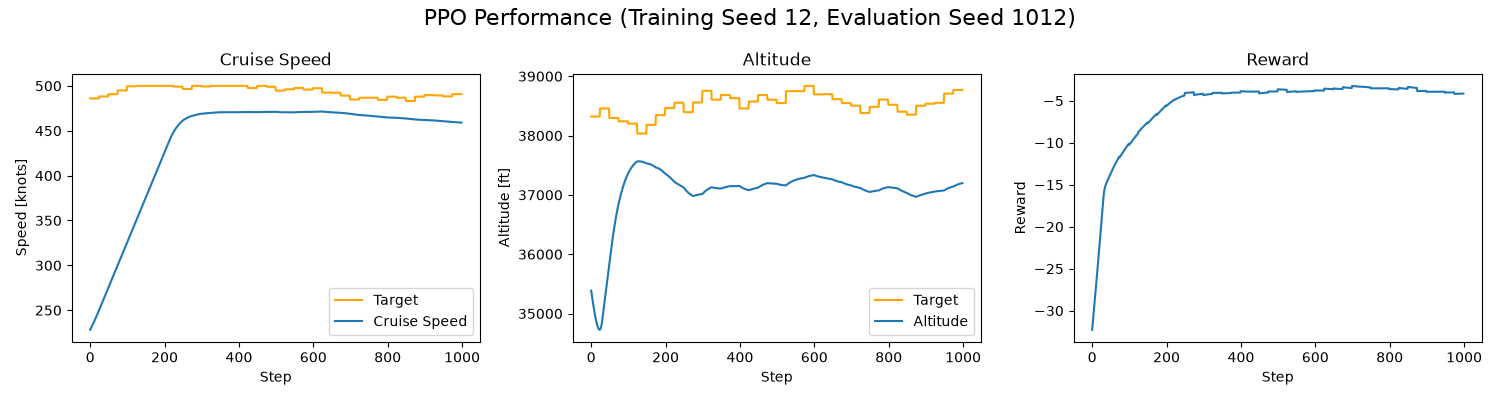 PPO Performance (Training Seed 12, Evaluation Seed 1012)
Cruise Speed
500
450
400
350
300
250
Speed [knots]
0 200 400 600 800 1000
Step
Target
Cruise Speed
Altitude
39000
38000
37000
36000
35000
Altitude [ft]
0 200 400 600 800 1000
Step
Target
Altitude
Reward
−5
−10
−15
−20
−25
−30
Reward
0 200 400 600 800 1000
Step